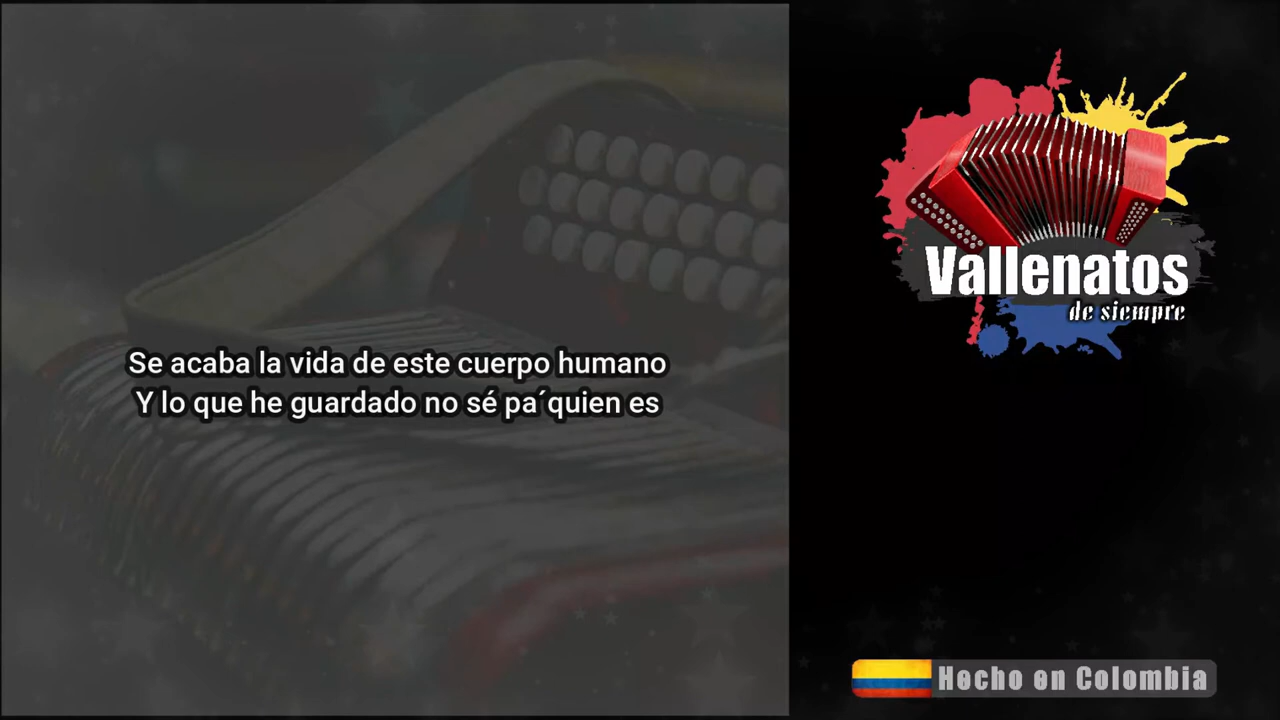 Se acaba la vida de este cuerpo humano
Y lo que he guardado no sé pa´quien es
Vallenatos
de siempre
Hecho en Colombia